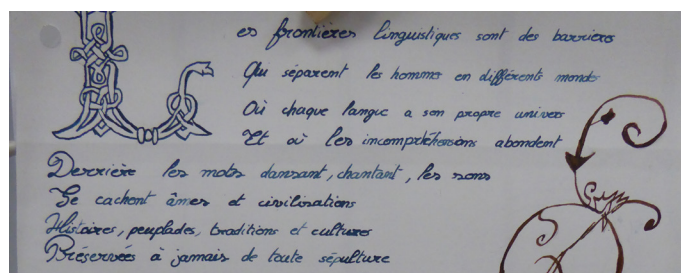 Les frontières linguistiques sont des barrières
Qui séparent les hommes en différents mondes
Où chaque langue a son propre univers
Et où les incompréhensions abondent
Derrière les mots dansant, chantant, les sons
Se cachent âmes et civilisations
Histoires, peuplades, traditions et cultures
Préservées à jamais de toute sépulture